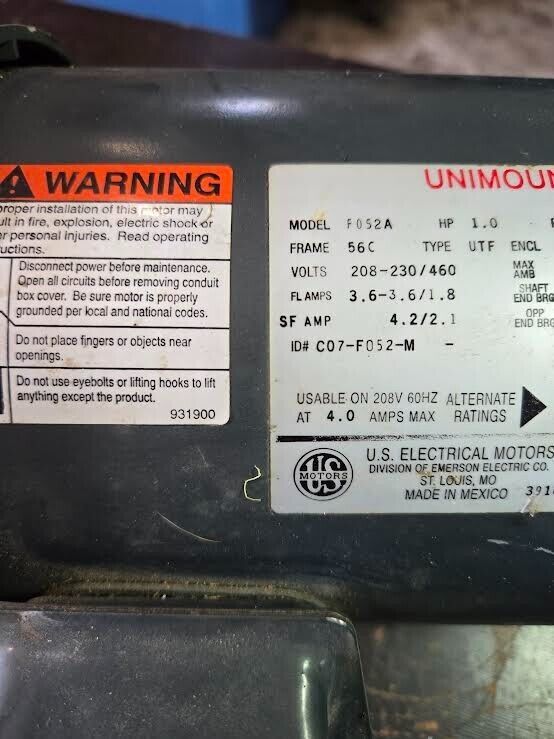 WARNING
proper installation of this motor may
ult in fire, explosion, electric shock or
er personal injuries. Read operating
uctions.
Disconnect power before maintenance.
Open all circuits before removing conduit
box cover. Be sure motor is properly
grounded per local and national codes.
Do not place fingers or objects near
openings.
Do not use eyebolts or lifting hooks to lift
anything except the product.
931900
UNIMOUN
MODEL F052A HP 1.0
FRAME 56C TYPE UTF ENCL
VOLTS 208-230/460 MAX AMB
FL AMPS 3.6-3.6/1.8 SHAFT END BRG
SF AMP 4.2/2.1 OPP END BRG
ID# C07-F052-M -
USABLE ON 208V 60HZ ALTERNATE
AT 4.0 AMPS MAX RATINGS
US
MOTORS
U.S. ELECTRICAL MOTORS
DIVISION OF EMERSON ELECTRIC CO.
ST. LOUIS, MO
MADE IN MEXICO 391